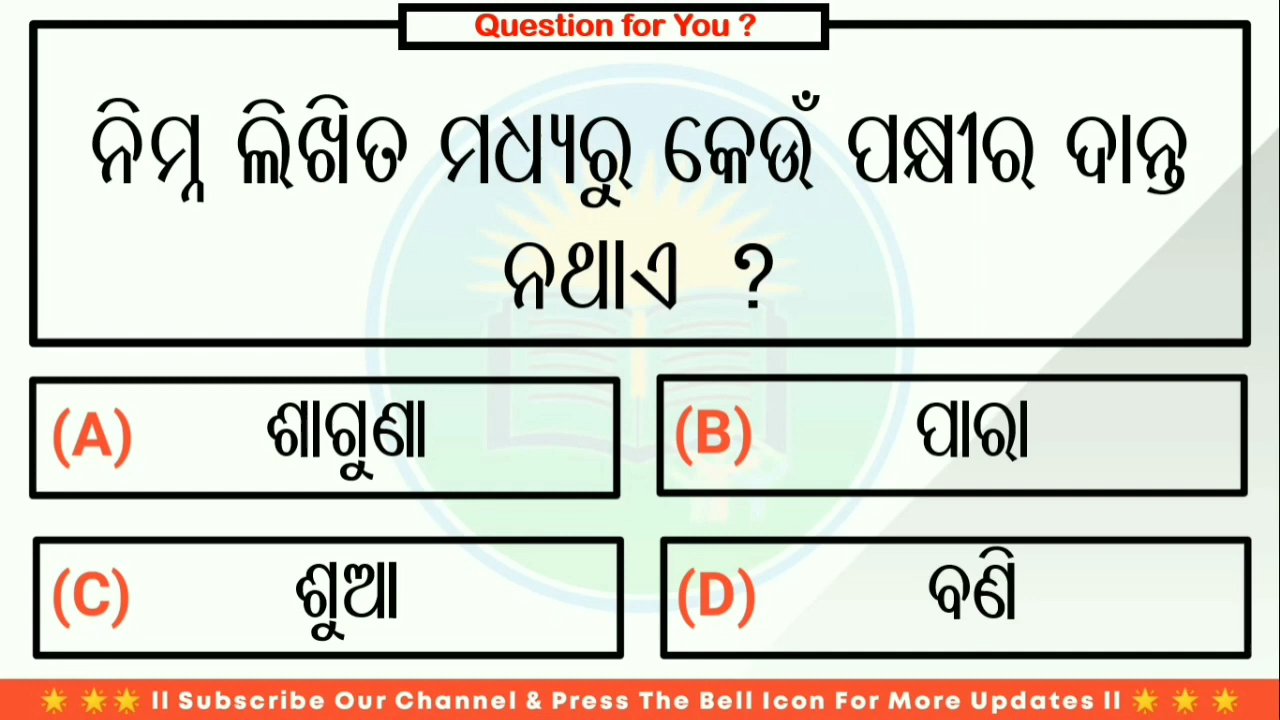 Question for You ?
ନିମ୍ନ ଲିଖିତ ମଧ୍ୟରୁ କେଉଁ ପକ୍ଷୀର ଦାନ୍ତ
ନଥାଏ ?
(A) ଶାଗୁଣା
(B) ପାରା
(C) ଶୁଆ
(D) ବଣି
ll Subscribe Our Channel & Press The Bell Icon For More Updates ll